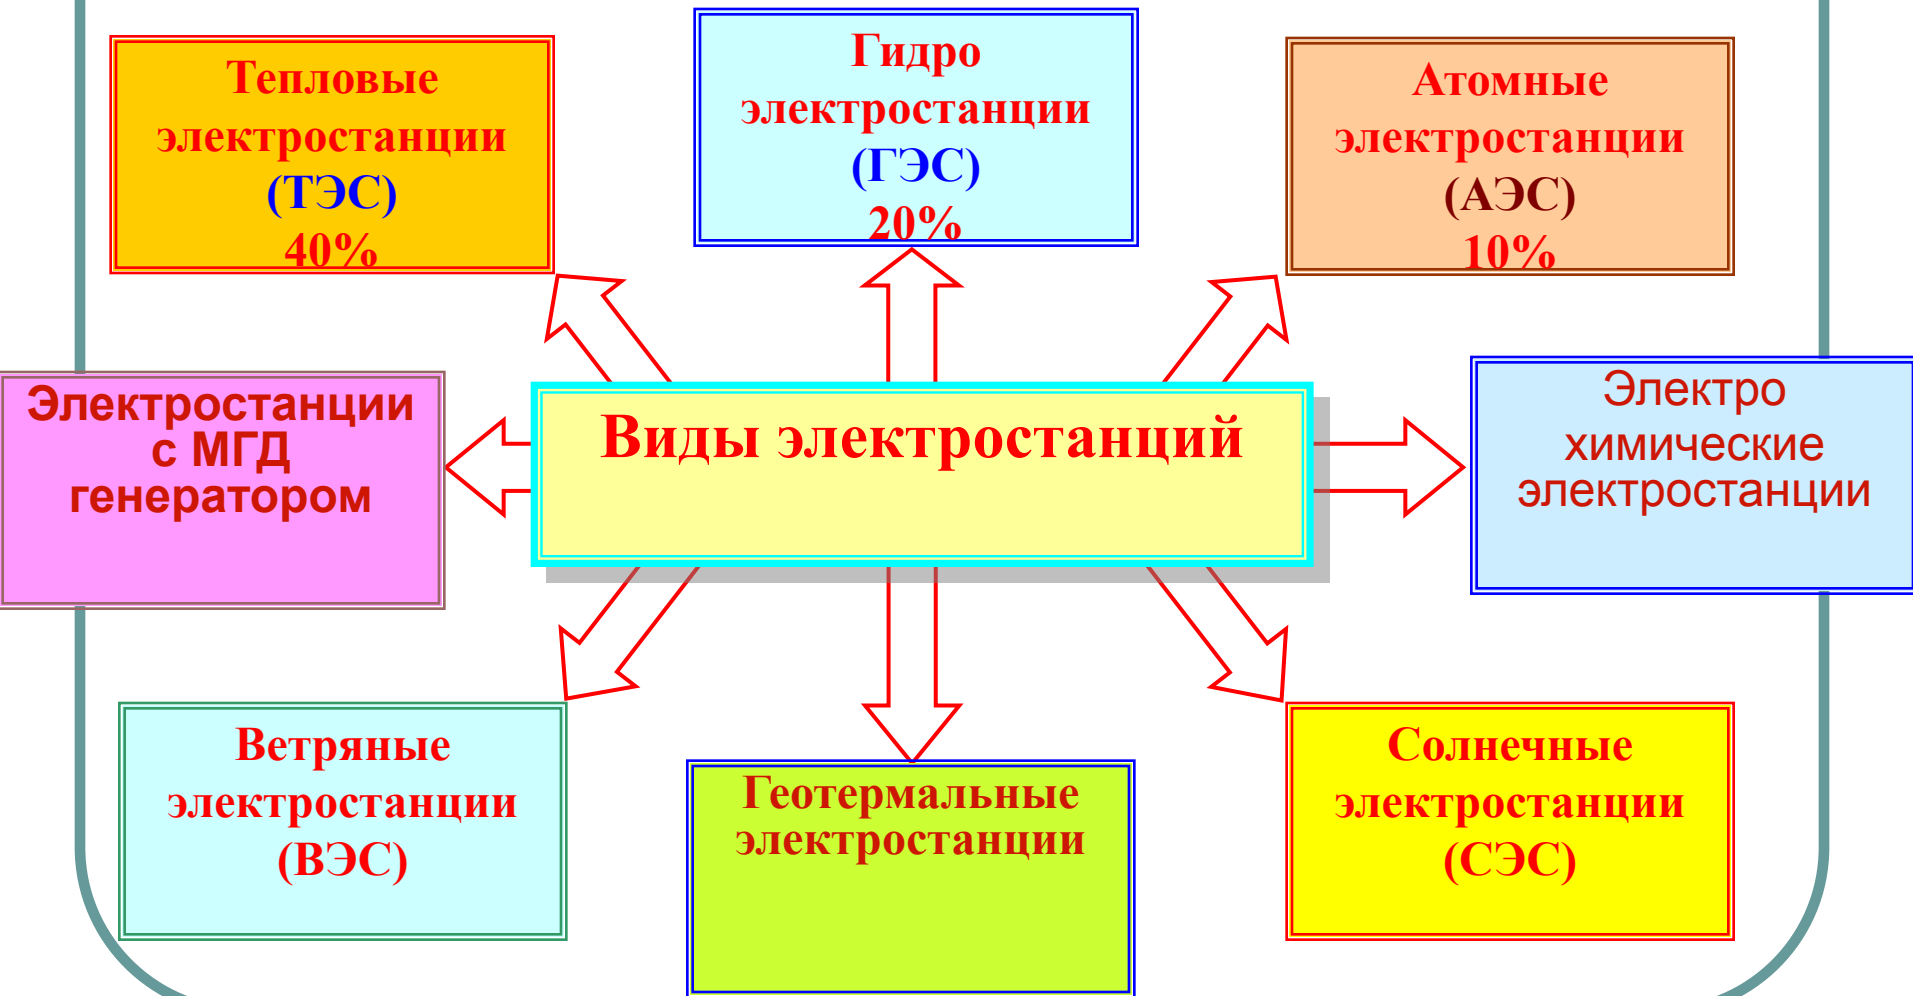 Тепловые
электростанции
(ТЭС)
40%
Гидро
электростанции
(ГЭС)
20%
Атомные
электростанции
(АЭС)
10%
Электростанции
с МГД
генератором
Виды электростанций
Электро
химические
электростанции
Ветряные
электростанции
(ВЭС)
Геотермальные
электростанции
Солнечные
электростанции
(СЭС)